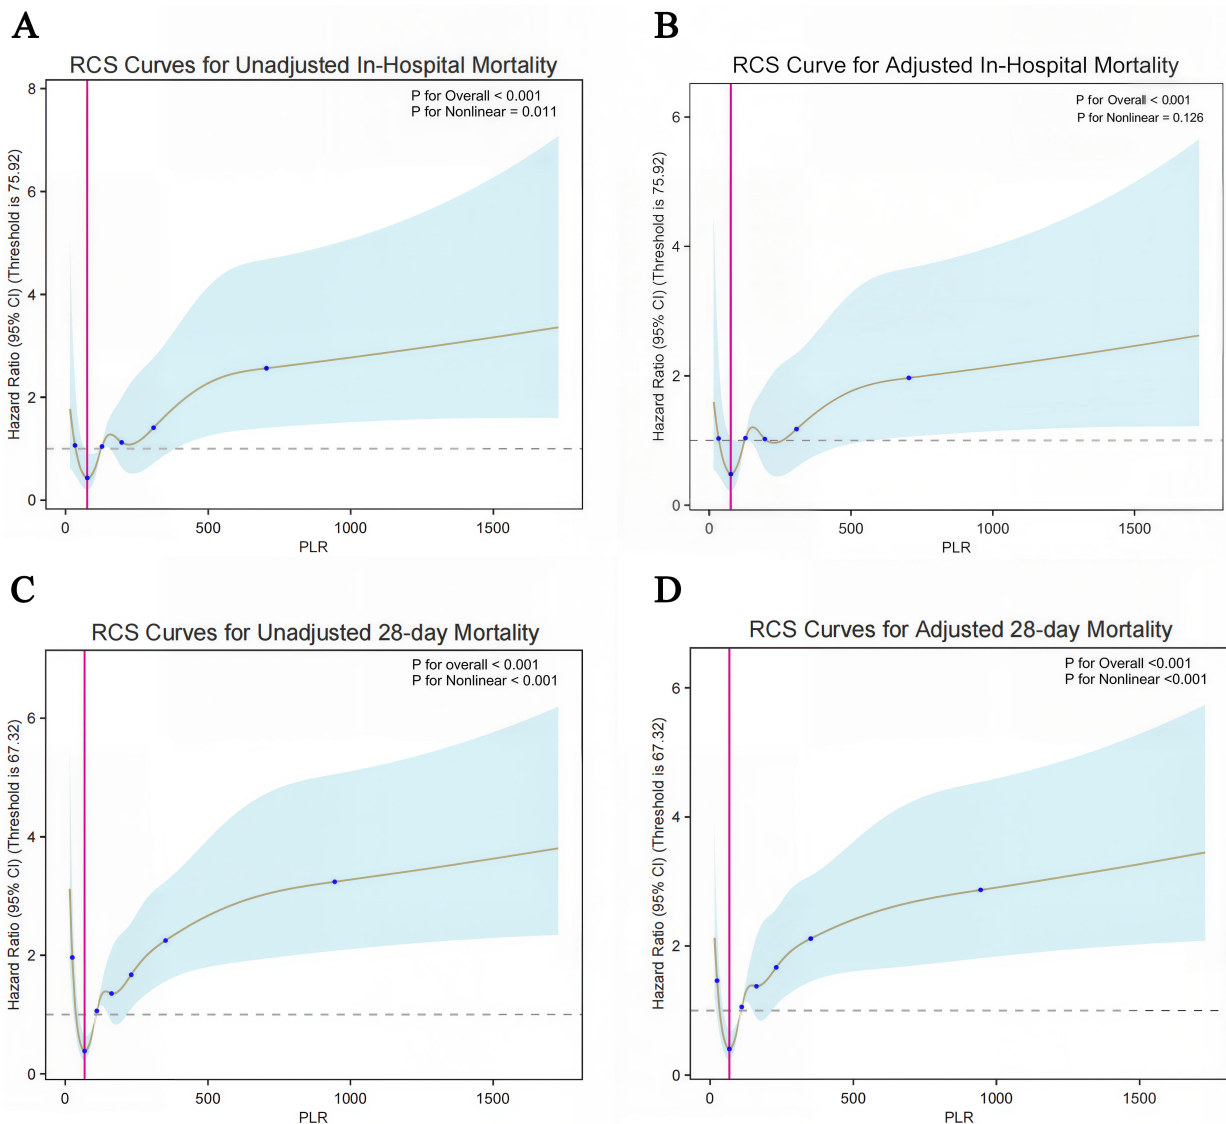 A
RCS Curves for Unadjusted In-Hospital Mortality
P for Overall < 0.001
P for Nonlinear = 0.011
Hazard Ratio (95% CI) (Threshold is 75.92)
8
6
4
2
0
0 500 1000 1500
PLR
B
RCS Curve for Adjusted In-Hospital Mortality
P for Overall < 0.001
P for Nonlinear = 0.126
Hazard Ratio (95% CI) (Threshold is 75.92)
6
4
2
0
0 500 1000 1500
PLR
C
RCS Curves for Unadjusted 28-day Mortality
P for overall < 0.001
P for Nonlinear < 0.001
Hazard Ratio (95% CI) (Threshold is 67.32)
6
4
2
0
0 500 1000 1500
PLR
D
RCS Curves for Adjusted 28-day Mortality
P for Overall <0.001
P for Nonlinear <0.001
Hazard Ratio (95% CI) (Threshold is 67.32)
6
4
2
0
0 500 1000 1500
PLR